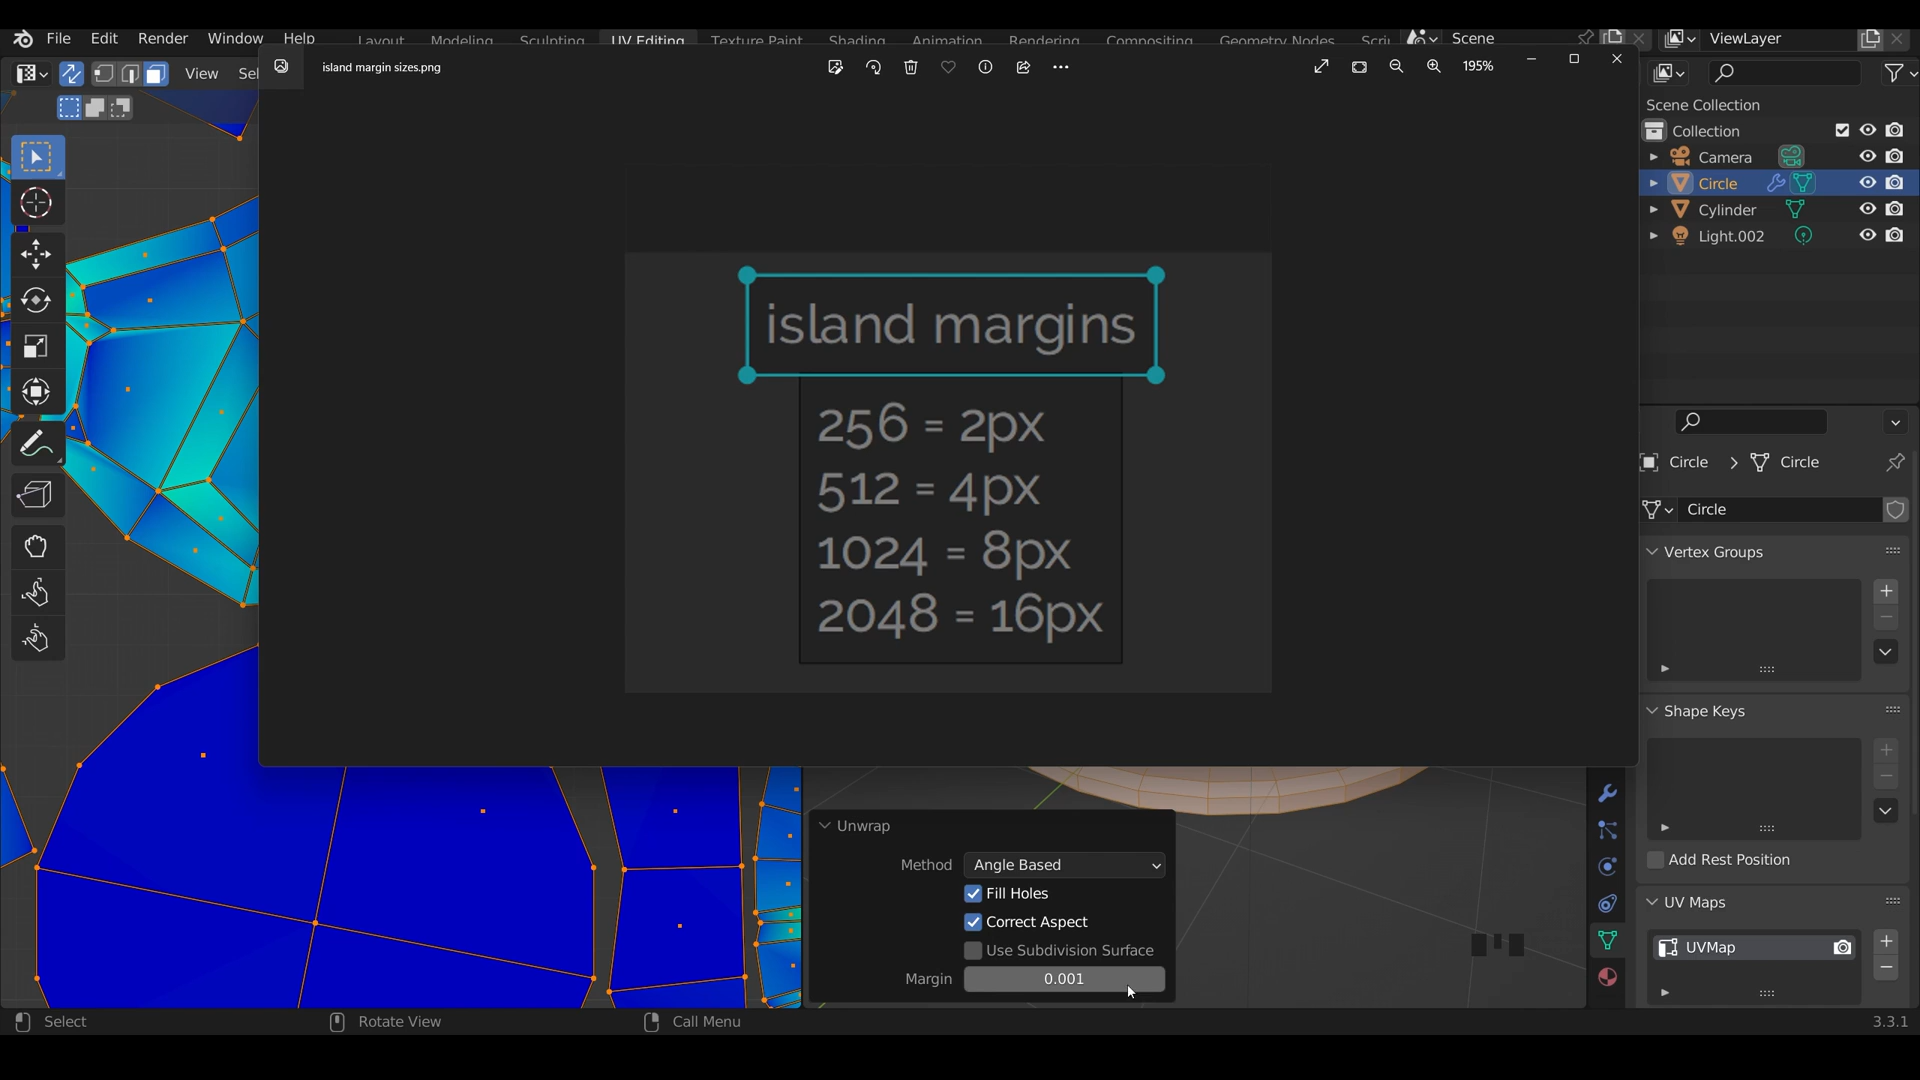 File Edit Render Window Help Layout Modeling Sculpting UV Editing Texture Paint Shading Animation Rendering Compositing Geometry Nodes Scri Scene ViewLayer
island margin sizes.png
195%
View Sel
Scene Collection
Collection
Camera
Circle
Cylinder
Light.002
island margins
256 = 2px
512 = 4px
1024 = 8px
2048 = 16px
Circle > Circle
Circle
Vertex Groups
Shape Keys
Add Rest Position
UV Maps
UVMap
Unwrap
Method Angle Based
Fill Holes
Correct Aspect
Use Subdivision Surface
Margin 0.001
Select Rotate View Call Menu 3.3.1